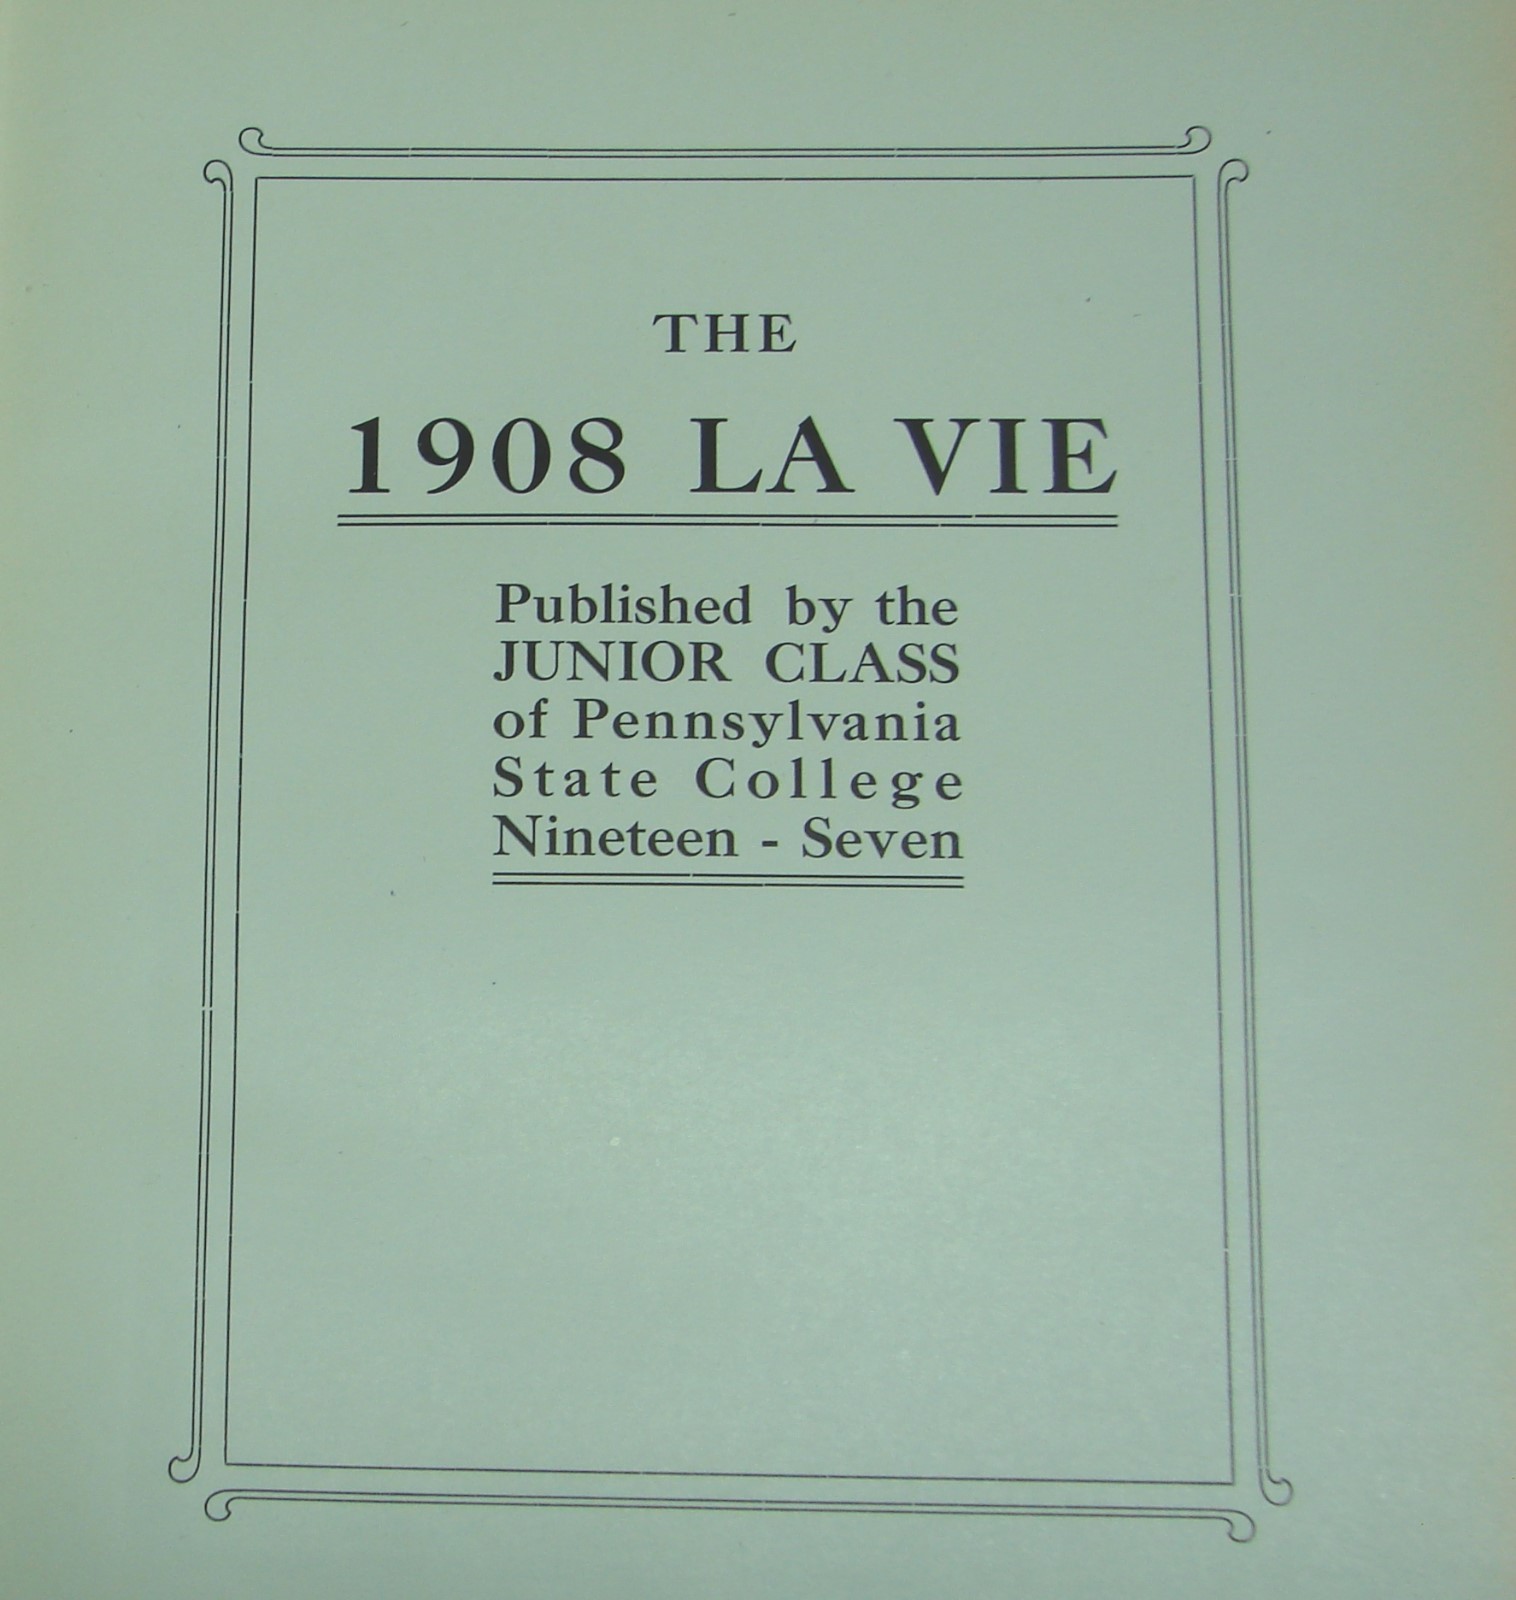 THE
1908 LA VIE
Published by the
JUNIOR CLASS
of Pennsylvania
State College
Nineteen - Seven